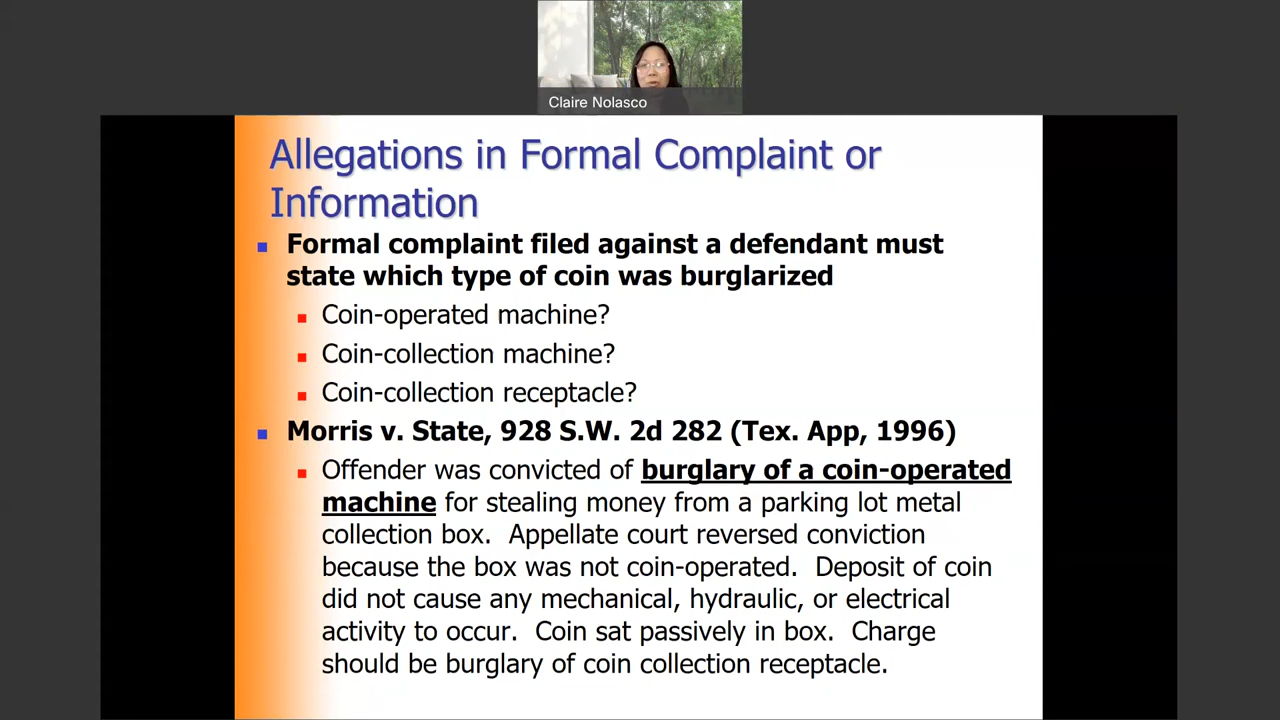 Claire Nolasco
Allegations in Formal Complaint or
Information
Formal complaint filed against a defendant must
state which type of coin was burglarized
Coin-operated machine?
Coin-collection machine?
Coin-collection receptacle?
Morris v. State, 928 S.W. 2d 282 (Tex. App, 1996)
Offender was convicted of burglary of a coin-operated
machine for stealing money from a parking lot metal
collection box.  Appellate court reversed conviction
because the box was not coin-operated.  Deposit of coin
did not cause any mechanical, hydraulic, or electrical
activity to occur.  Coin sat passively in box.  Charge
should be burglary of coin collection receptacle.